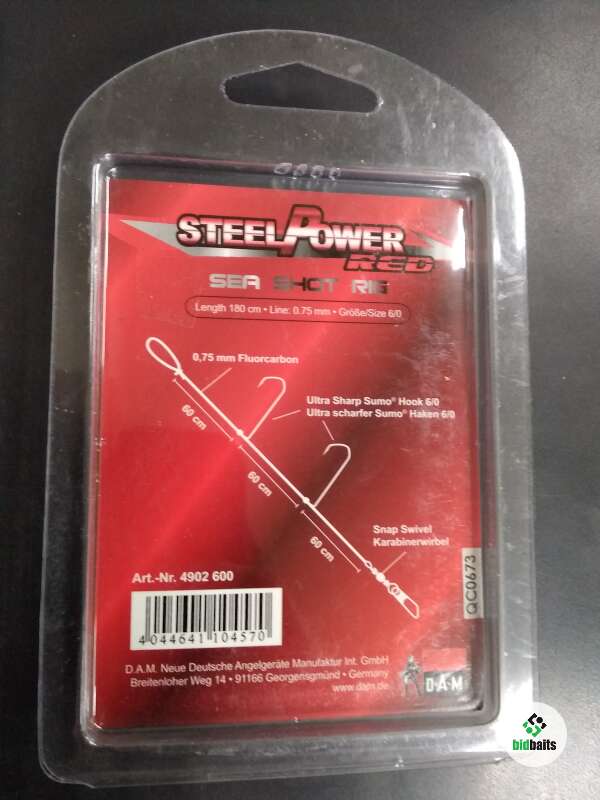 STEELPOWER
RED
SEA SHOT RIG
Length 180 cm • Line: 0.75 mm • Größe/Size 6/0
0,75 mm Fluorcarbon
Ultra Sharp Sumo® Hook 6/0
Ultra scharfer Sumo® Haken 6/0
60 cm
60 cm
60 cm
Snap Swivel
Karabinerwirbel
Art.-Nr. 4902 600
4 044641 104570
QC0673
D.A.M. Neue Deutsche Angelgeräte Manufaktur Int. GmbH
Breitenloher Weg 14 • 91166 Georgensgmünd • Germany
www.dam.de
D·A·M
bidbaits